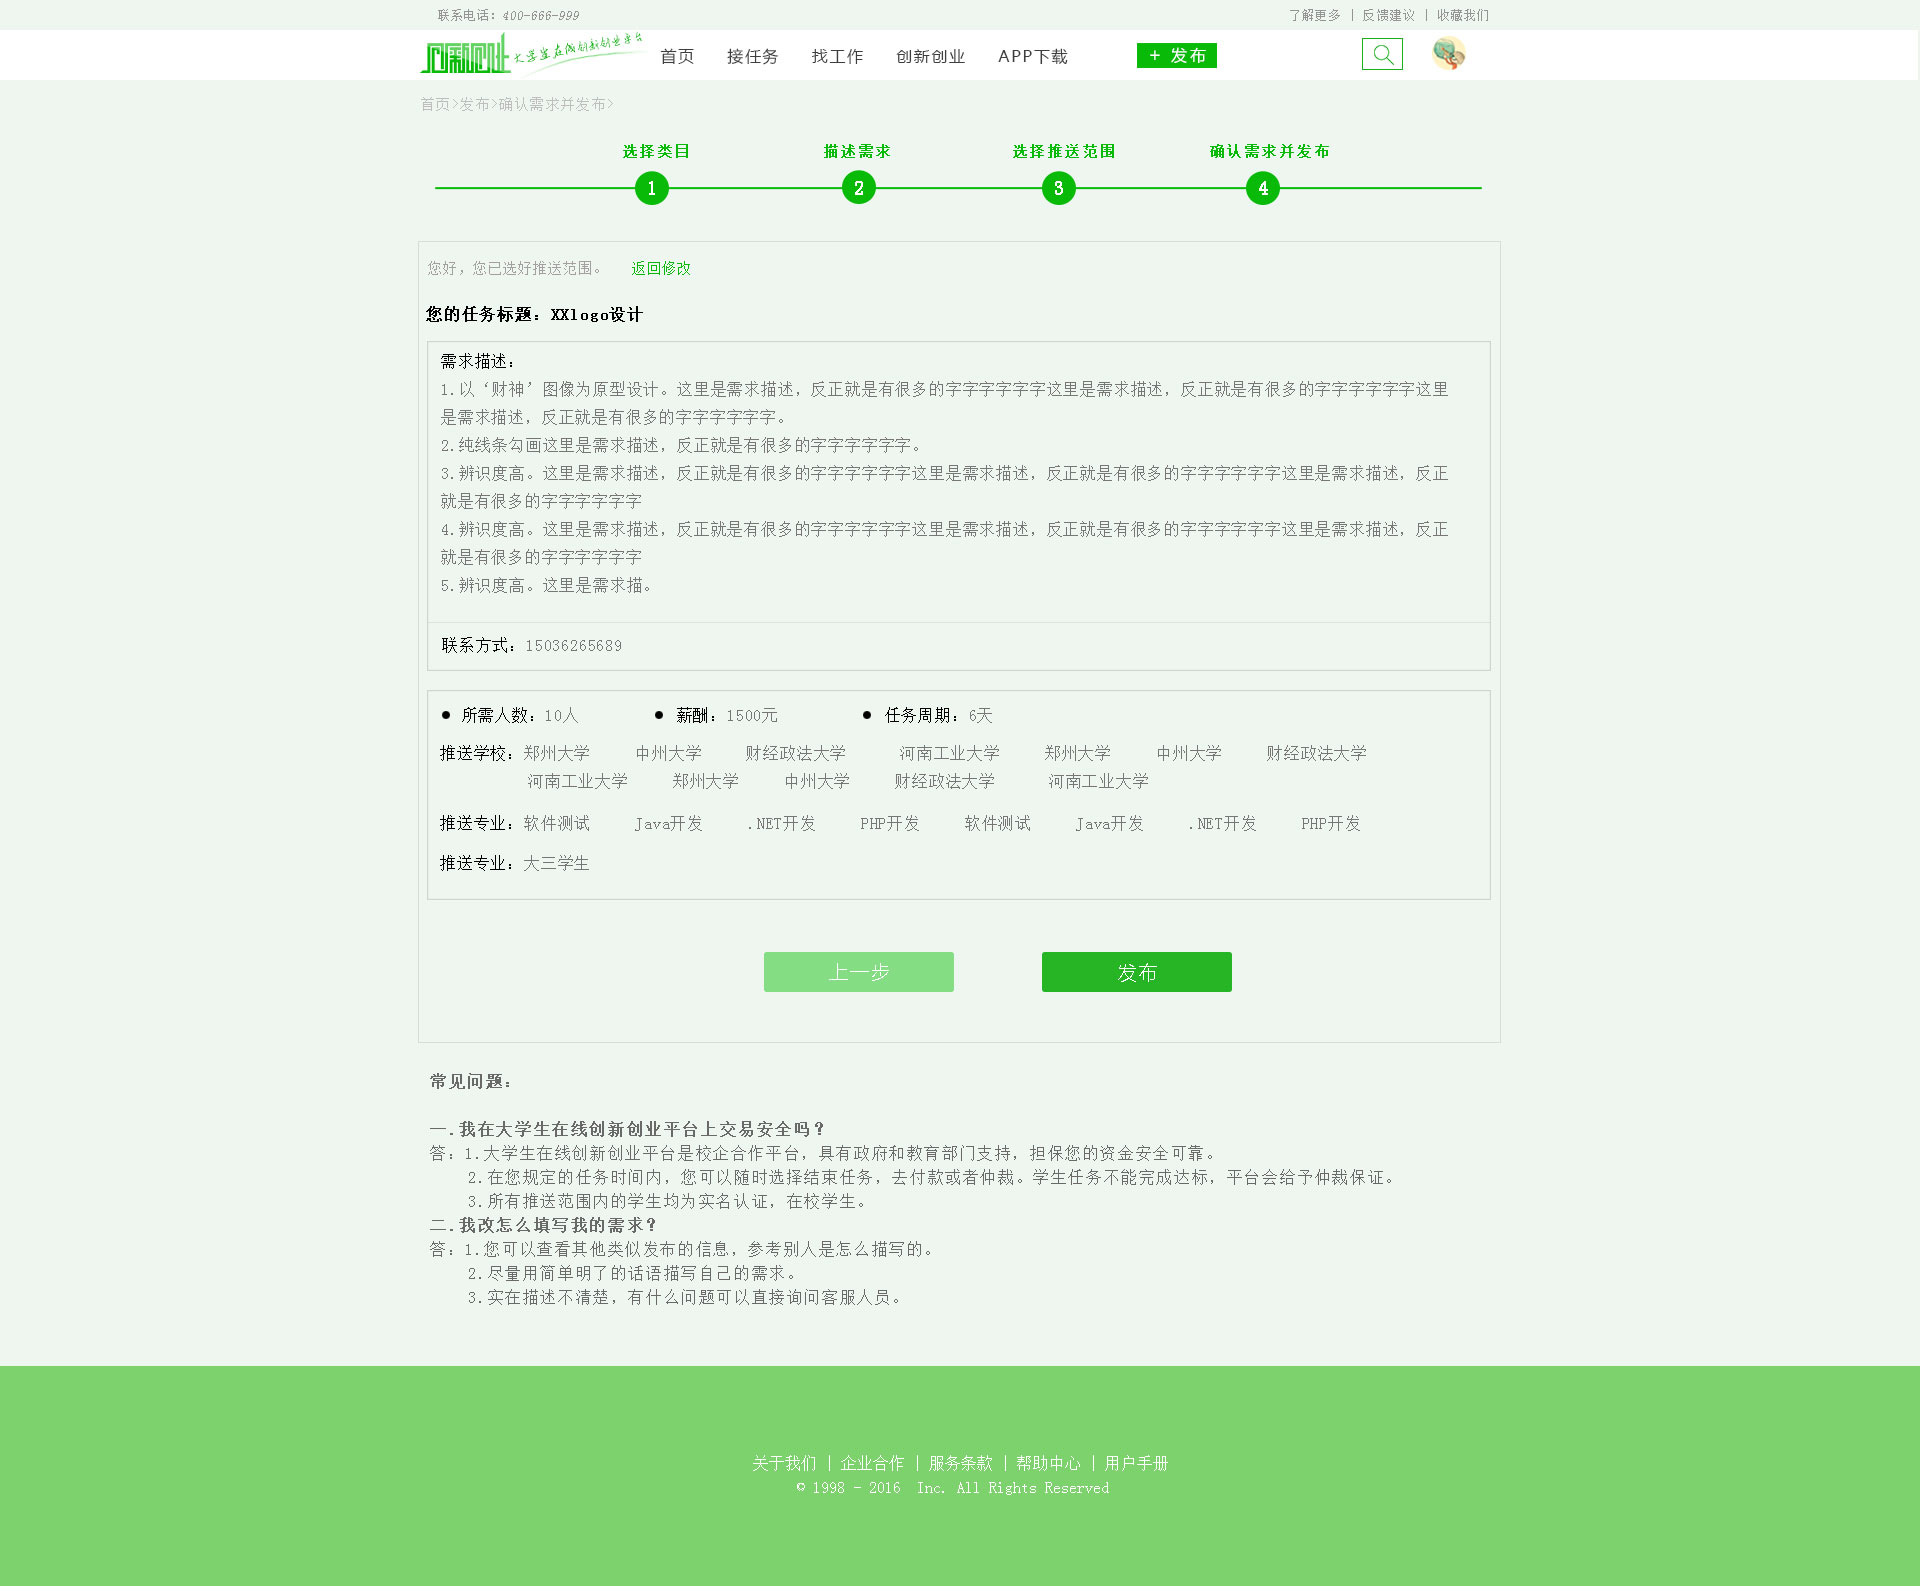 联系电话：400-666-999
了解更多 | 反馈建议 | 收藏我们
大学生在线创新创业平台
首页 接任务 找工作 创新创业 APP下载 + 发布
首页>发布>确认需求并发布>
选择类目 描述需求 选择推送范围 确认需求并发布
1 2 3 4
您好，您已选好推送范围。 返回修改
您的任务标题：XXlogo设计
需求描述：
1.以‘财神’图像为原型设计。这里是需求描述，反正就是有很多的字字字字字字这里是需求描述，反正就是有很多的字字字字字字这里
是需求描述，反正就是有很多的字字字字字字。
2.纯线条勾画这里是需求描述，反正就是有很多的字字字字字字。
3.辨识度高。这里是需求描述，反正就是有很多的字字字字字字这里是需求描述，反正就是有很多的字字字字字字这里是需求描述，反正
就是有很多的字字字字字字
4.辨识度高。这里是需求描述，反正就是有很多的字字字字字字这里是需求描述，反正就是有很多的字字字字字字这里是需求描述，反正
就是有很多的字字字字字字
5.辨识度高。这里是需求描。
联系方式：15036265689
● 所需人数：10人 ● 薪酬：1500元 ● 任务周期：6天
推送学校：郑州大学 中州大学 财经政法大学 河南工业大学 郑州大学 中州大学 财经政法大学
河南工业大学 郑州大学 中州大学 财经政法大学 河南工业大学
推送专业：软件测试 Java开发 .NET开发 PHP开发 软件测试 Java开发 .NET开发 PHP开发
推送专业：大三学生
上一步 发布
常见问题：
一.我在大学生在线创新创业平台上交易安全吗？
答：1.大学生在线创新创业平台是校企合作平台，具有政府和教育部门支持，担保您的资金安全可靠。
2.在您规定的任务时间内，您可以随时选择结束任务，去付款或者仲裁。学生任务不能完成达标，平台会给予仲裁保证。
3.所有推送范围内的学生均为实名认证，在校学生。
二.我改怎么填写我的需求？
答：1.您可以查看其他类似发布的信息，参考别人是怎么描写的。
2.尽量用简单明了的话语描写自己的需求。
3.实在描述不清楚，有什么问题可以直接询问客服人员。
关于我们 | 企业合作 | 服务条款 | 帮助中心 | 用户手册
© 1998 - 2016 Inc. All Rights Reserved